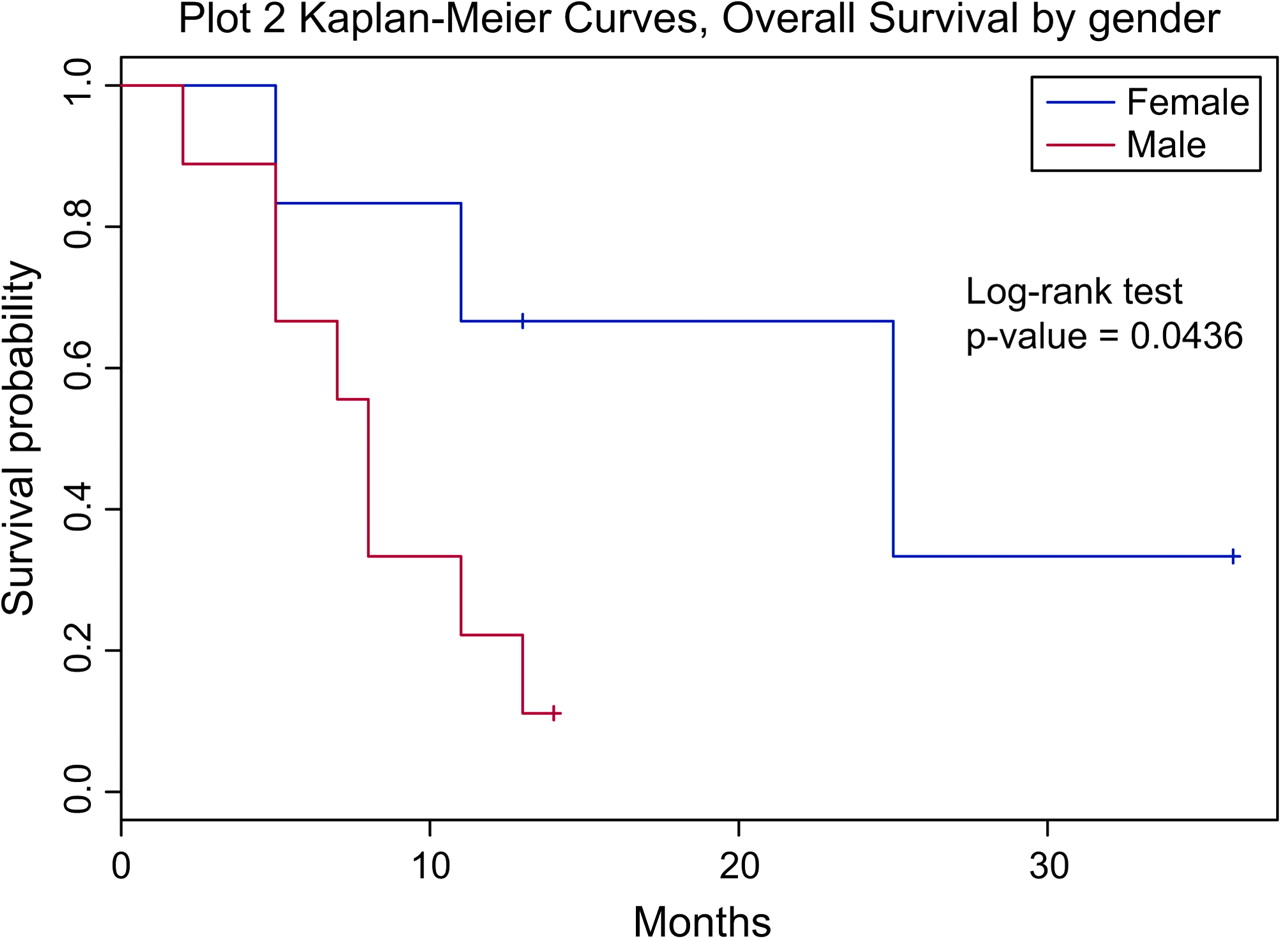 Plot 2 Kaplan-Meier Curves, Overall Survival by gender
Female
Male
Log-rank test
p-value = 0.0436
Survival probability
1.0
0.8
0.6
0.4
0.2
0.0
0 10 20 30
Months